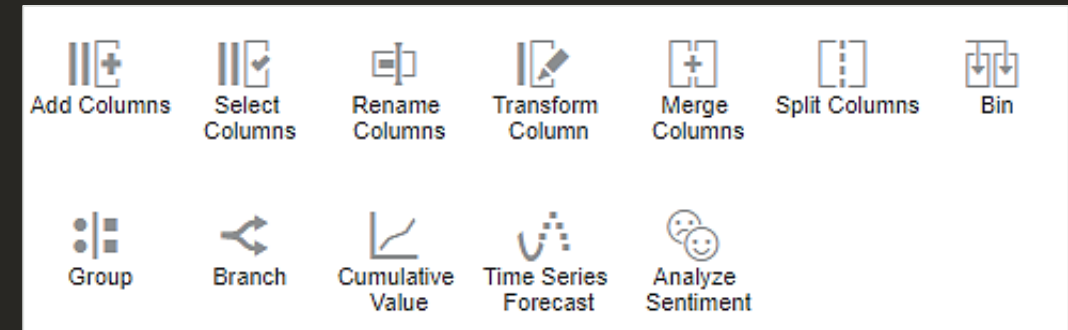 Add Columns
Select
Columns
Rename
Columns
Transform
Column
Merge
Columns
Split Columns
Bin
Group
Branch
Cumulative
Value
Time Series
Forecast
Analyze
Sentiment